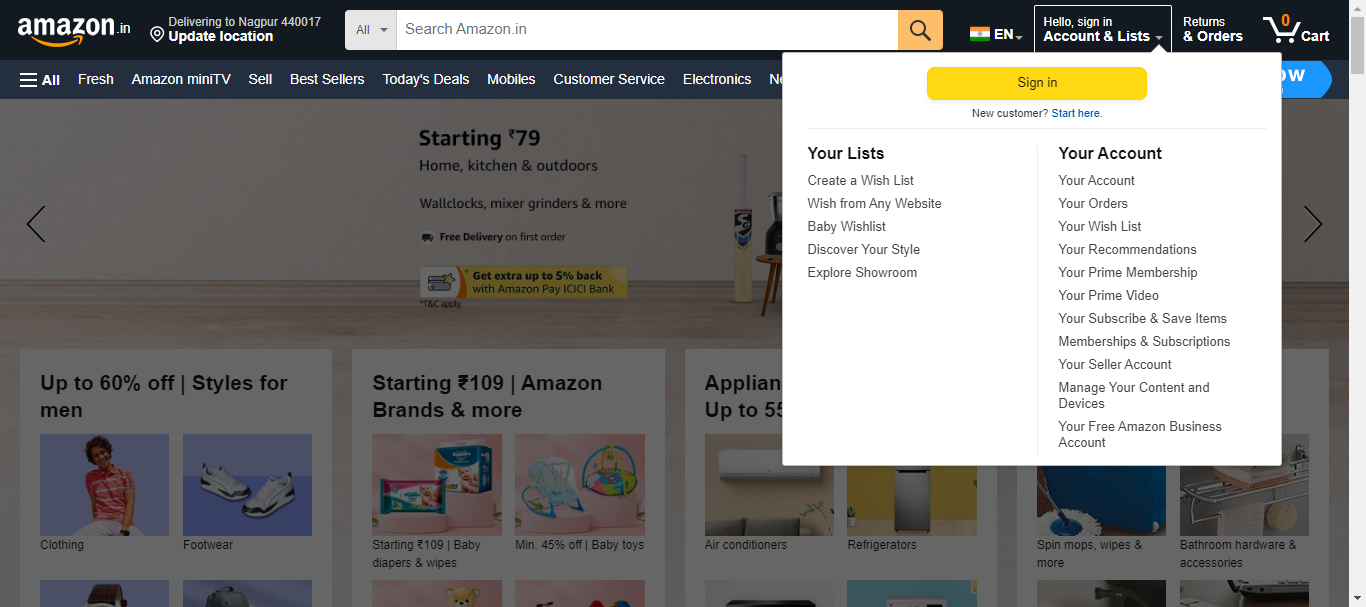 amazon.in
Delivering to Nagpur 440017
Update location
All
Search Amazon.in
EN
Hello, sign in
Account & Lists
Returns
& Orders
0
Cart
All
Fresh
Amazon miniTV
Sell
Best Sellers
Today's Deals
Mobiles
Customer Service
Electronics
Sign in
New customer? Start here.
Your Lists
Create a Wish List
Wish from Any Website
Baby Wishlist
Discover Your Style
Explore Showroom
Your Account
Your Account
Your Orders
Your Wish List
Your Recommendations
Your Prime Membership
Your Prime Video
Your Subscribe & Save Items
Memberships & Subscriptions
Your Seller Account
Manage Your Content and
Devices
Your Free Amazon Business
Account
Starting ₹79
Home, kitchen & outdoors
Wallclocks, mixer grinders & more
Free Delivery on first order
Get extra up to 5% back
with Amazon Pay ICICI Bank
*T&C apply
SG
Up to 60% off | Styles for
men
Clothing
Footwear
Starting ₹109 | Amazon
Brands & more
Starting ₹109 | Baby
diapers & wipes
Min. 45% off | Baby toys
Up to
Air conditioners
Refrigerators
Spin mops, wipes &
more
Bathroom hardware &
accessories